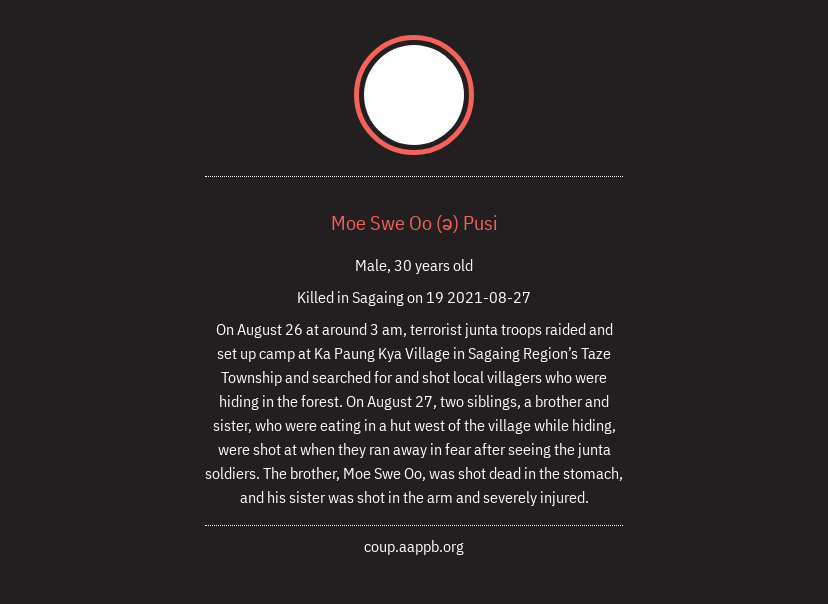 Moe Swe Oo (ခ) Pusi
Male, 30 years old
Killed in Sagaing on 19 2021-08-27
On August 26 at around 3 am, terrorist junta troops raided and
set up camp at Ka Paung Kya Village in Sagaing Region’s Taze
Township and searched for and shot local villagers who were
hiding in the forest. On August 27, two siblings, a brother and
sister, who were eating in a hut west of the village while hiding,
were shot at when they ran away in fear after seeing the junta
soldiers. The brother, Moe Swe Oo, was shot dead in the stomach,
and his sister was shot in the arm and severely injured.
coup.aappb.org